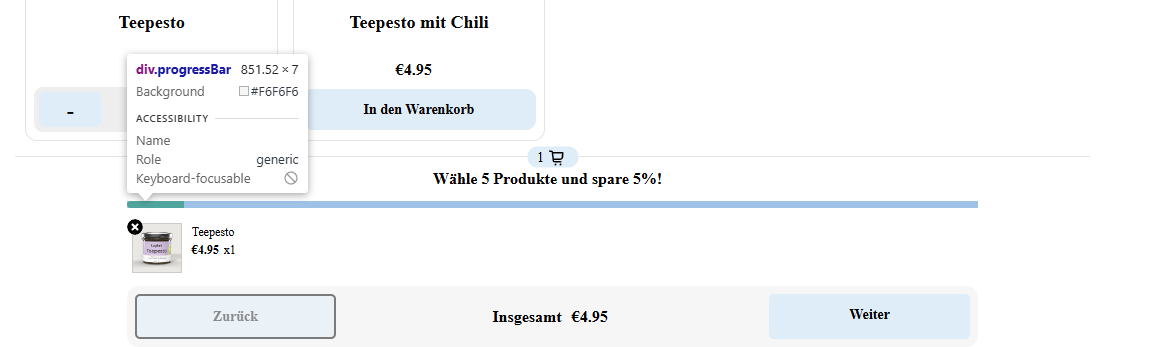 Teepesto
Teepesto mit Chili
div.progressBar 851.52 × 7
Background #F6F6F6
ACCESSIBILITY
Name
Role generic
Keyboard-focusable
€4.95
-
In den Warenkorb
1
Wähle 5 Produkte und spare 5%!
Teepesto
Teepesto
€4.95 x1
Zurück
Insgesamt €4.95
Weiter